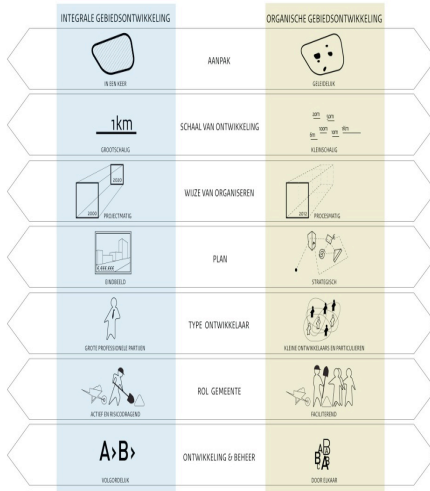 INTEGRALE GEBIEDSONTWIKKELING
ORGANISCHE GEBIEDSONTWIKKELING
IN EEN KEER
AANPAK
GELEIDELIJK
1km
GROOTSCHALIG
SCHAAL VAN ONTWIKKELING
KLEINSCHALIG
2020
2000
PROJECTMATIG
WIJZE VAN ORGANISEREN
2012
PROCESMATIG
EINDBEELD
PLAN
STRATEGISCH
GROTE PROFESSIONELE PARTIJEN
TYPE ONTWIKKELAAR
KLEINE ONTWIKKELAARS EN PARTICULIEREN
ACTIEF EN RISICODRAGEND
ROL GEMEENTE
FACILITEREND
A>B>
VOLGORDELIJK
ONTWIKKELING & BEHEER
DOOR ELKAAR